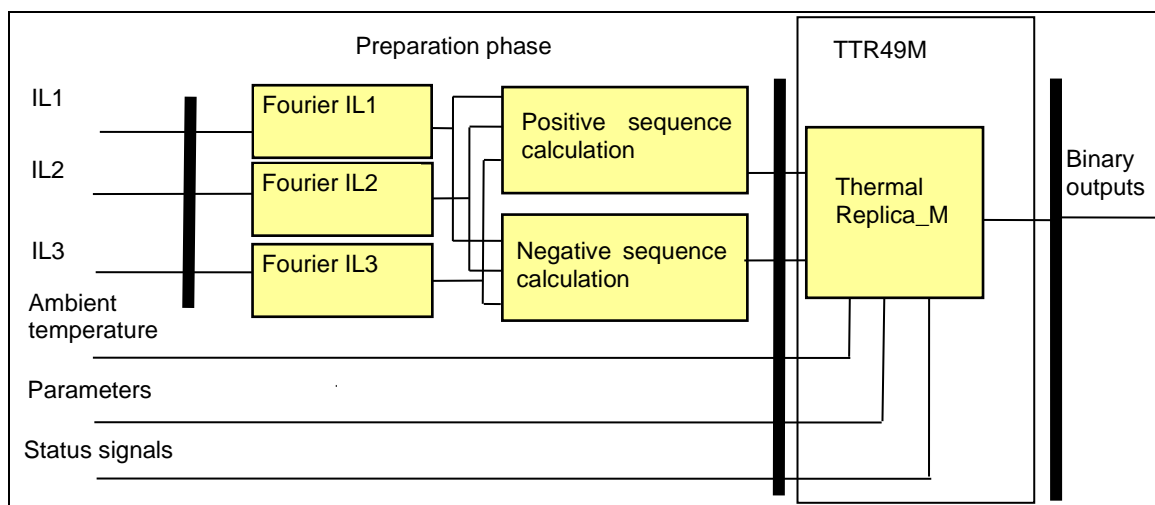 Preparation phase
TTR49M
IL1
Fourier IL1
Positive sequence
calculation
IL2
Fourier IL2
Thermal
Replica_M
Binary
outputs
IL3
Fourier IL3
Negative sequence
calculation
Ambient
temperature
Parameters
Status signals